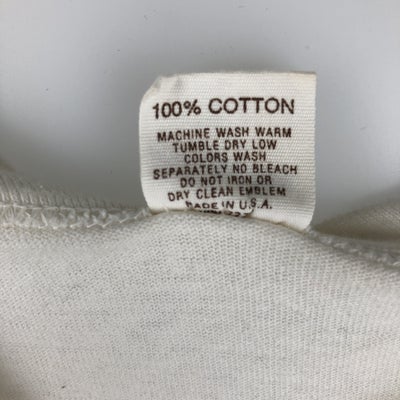 100% COTTON
MACHINE WASH WARM
TUMBLE DRY LOW
COLORS WASH
SEPARATELY NO BLEACH
DO NOT IRON OR
DRY CLEAN EMBLEM
MADE IN U.S.A.